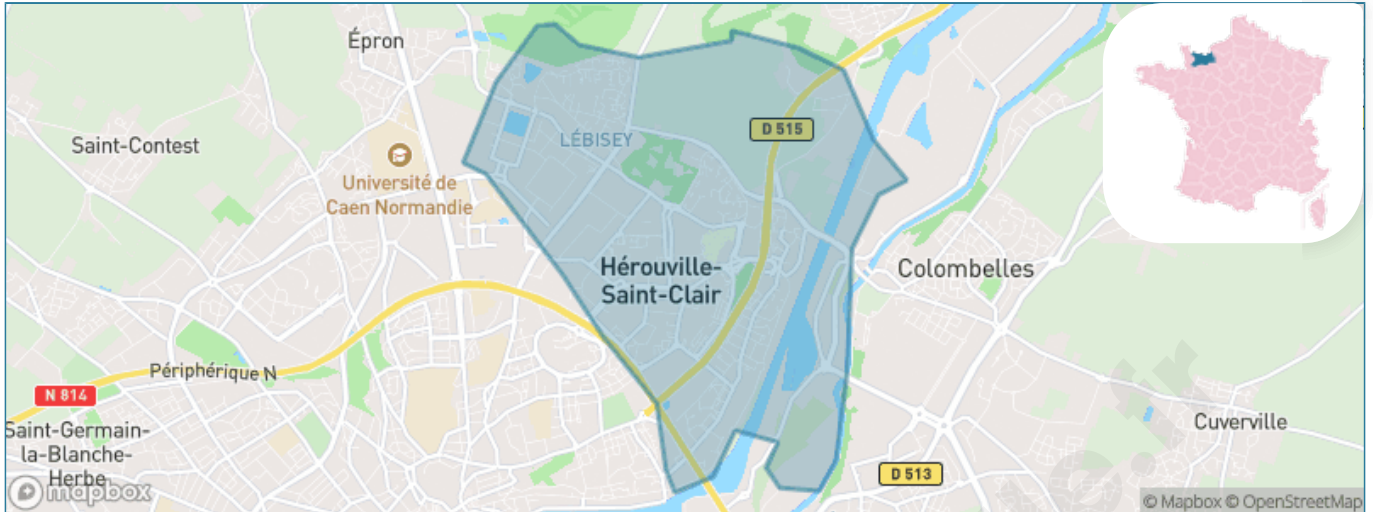 Épron
D 515
LÉBISEY
Saint-Contest
Université de
Caen Normandie
Hérouville-
Saint-Clair
Colombelles
Périphérique N
N 814
Saint-Germain-
la-Blanche-
Herbe
Cuverville
D 513
mapbox
© Mapbox © OpenStreetMap